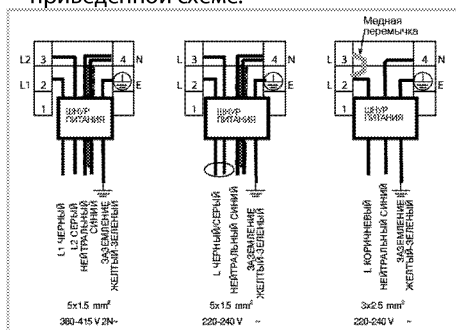 приведенной схеме.
Медная
перемычка
L2 3 4 N
L1 2 E
1
ШНУР
ПИТАНИЯ
L1 ЧЕРНЫЙ
L2 СЕРЫЙ
НЕЙТРАЛЬНЫЙ
СИНИЙ
ЗАЗЕМЛЕНИЕ
ЖЕЛТЫЙ-ЗЕЛЕНЫЙ
5x1.5 mm²
380-415 V 2N~
L 3 4 N
L 2 E
1
ШНУР
ПИТАНИЯ
L ЧЕРНЫЙ/СЕРЫЙ
НЕЙТРАЛЬНЫЙ СИНИЙ
ЗАЗЕМЛЕНИЕ
ЖЕЛТЫЙ-ЗЕЛЕНЫЙ
5x1.5 mm²
220-240 V ~
L 3 4 N
L 2 E
1
ШНУР
ПИТАНИЯ
L КОРИЧНЕВЫЙ
НЕЙТРАЛЬНЫЙ СИНИЙ
ЗАЗЕМЛЕНИЕ
ЖЕЛТЫЙ-ЗЕЛЕНЫЙ
3x2.5 mm²
220-240 V ~